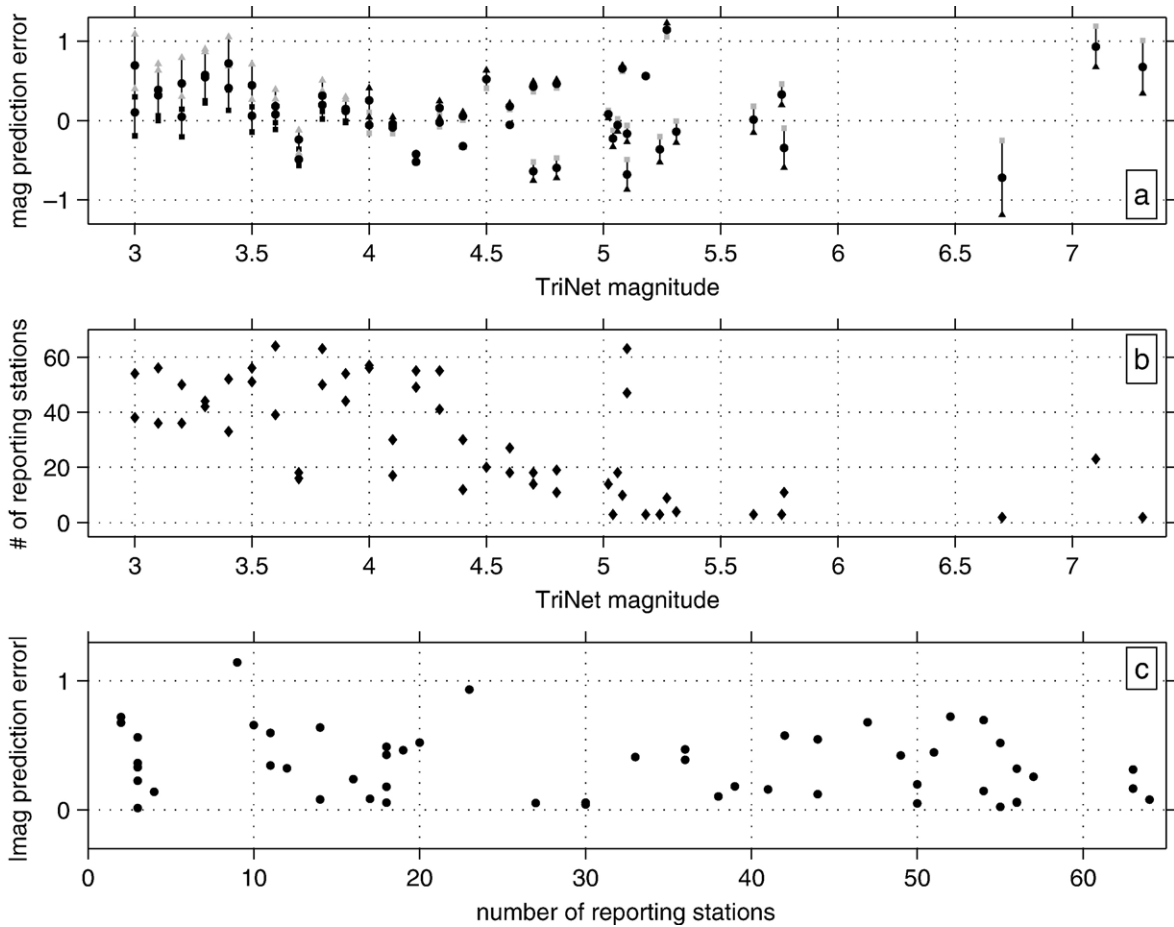 mag prediction error
1
0
−1
a
3 3.5 4 4.5 5 5.5 6 6.5 7
TriNet magnitude
# of reporting stations
60
40
20
0
b
3 3.5 4 4.5 5 5.5 6 6.5 7
TriNet magnitude
|mag prediction error|
1
0
c
0 10 20 30 40 50 60
number of reporting stations